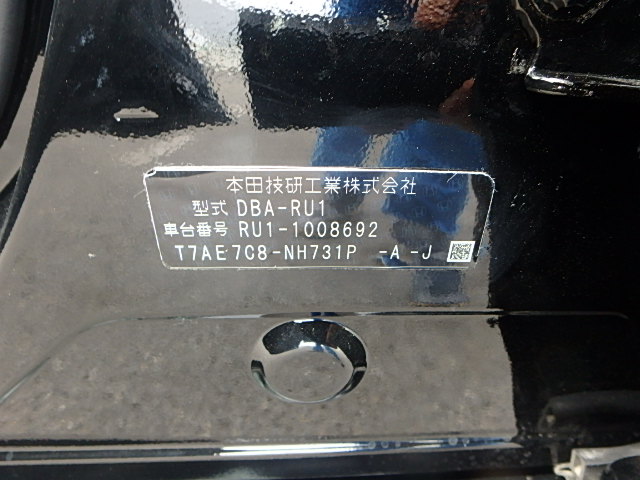 本田技研工業株式会社
型式 DBA-RU1
車台番号 RU1-1008692
T7AE7C8-NH731P -A -J